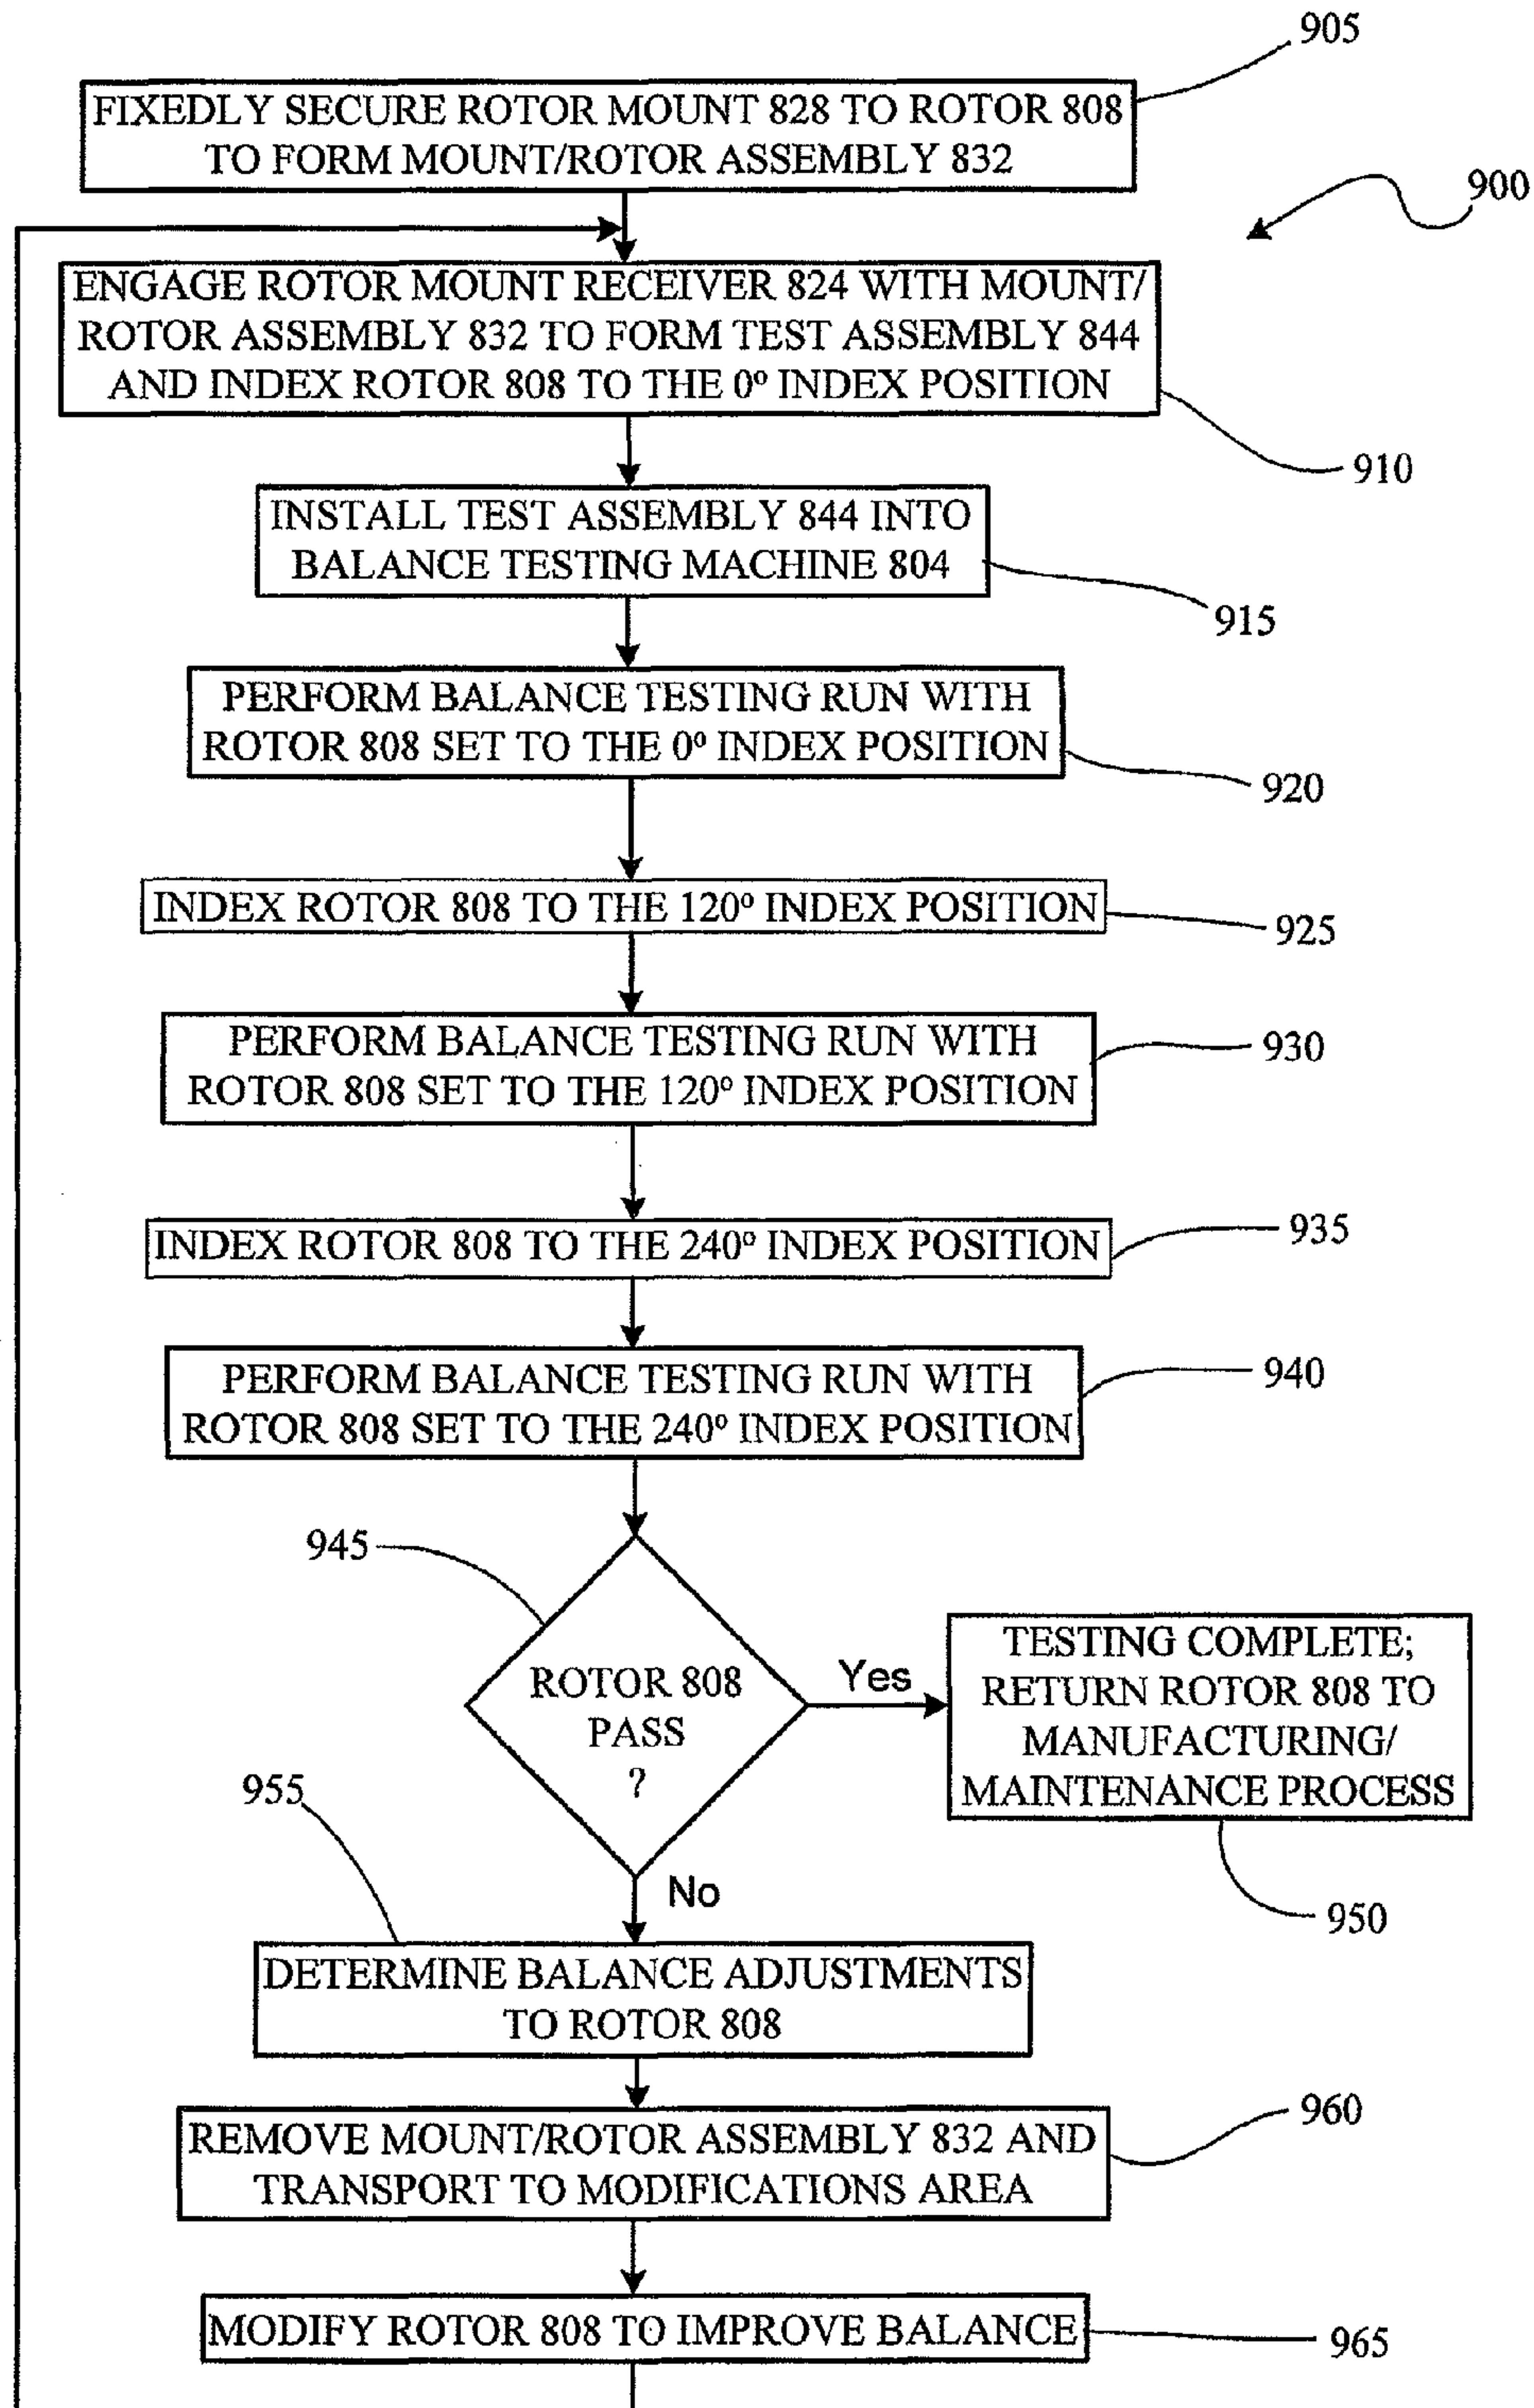 905
FIXEDLY SECURE ROTOR MOUNT 828 TO ROTOR 808
TO FORM MOUNT/ROTOR ASSEMBLY 832
900
ENGAGE ROTOR MOUNT RECEIVER 824 WITH MOUNT/
ROTOR ASSEMBLY 832 TO FORM TEST ASSEMBLY 844
AND INDEX ROTOR 808 TO THE 0º INDEX POSITION
910
INSTALL TEST ASSEMBLY 844 INTO
BALANCE TESTING MACHINE 804
915
PERFORM BALANCE TESTING RUN WITH
ROTOR 808 SET TO THE 0º INDEX POSITION
920
INDEX ROTOR 808 TO THE 120º INDEX POSITION
925
PERFORM BALANCE TESTING RUN WITH
ROTOR 808 SET TO THE 120º INDEX POSITION
930
INDEX ROTOR 808 TO THE 240º INDEX POSITION
935
PERFORM BALANCE TESTING RUN WITH
ROTOR 808 SET TO THE 240º INDEX POSITION
940
945
ROTOR 808
PASS
?
Yes
TESTING COMPLETE;
RETURN ROTOR 808 TO
MANUFACTURING/
MAINTENANCE PROCESS
950
No
955
DETERMINE BALANCE ADJUSTMENTS
TO ROTOR 808
REMOVE MOUNT/ROTOR ASSEMBLY 832 AND
TRANSPORT TO MODIFICATIONS AREA
960
MODIFY ROTOR 808 TO IMPROVE BALANCE
965